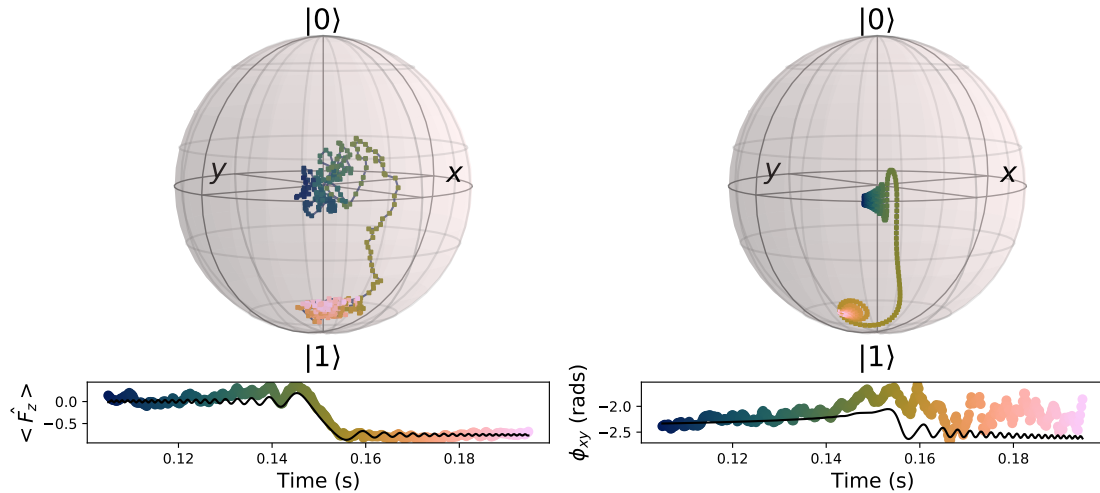 |0⟩
|0⟩
y
x
y
x
|1⟩
|1⟩
< F̂z >
0.0
−0.5
0.12
0.14
0.16
0.18
Time (s)
ϕxy (rads)
−2.0
−2.5
0.12
0.14
0.16
0.18
Time (s)